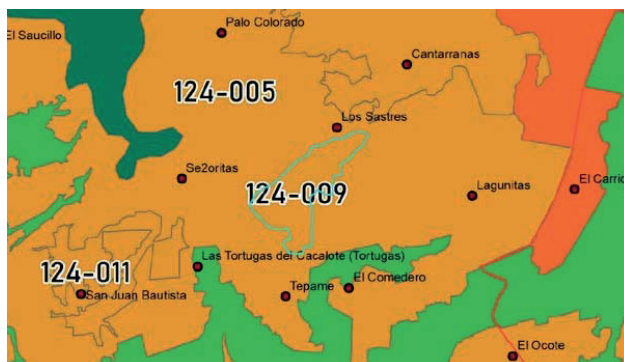 Palo Colorado
El Saucillo
Cantarranas
124-005
Los Sastres
Se2oritas
124-009
Lagunitas
El Carric
Las Tortugas del Cacalote (Tortugas)
124-011
El Comedero
San Juan Bautista
Tepame
El Ocote